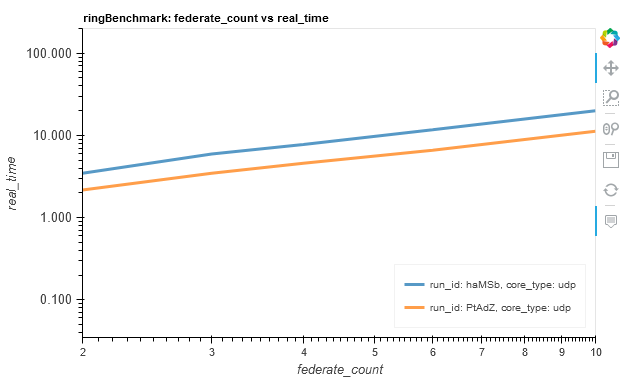 ringBenchmark: federate_count vs real_time
100.000
10.000
1.000
0.100
real_time
run_id: haMSb, core_type: udp
run_id: PtAdZ, core_type: udp
2 3 4 5 6 7 8 9 10
federate_count